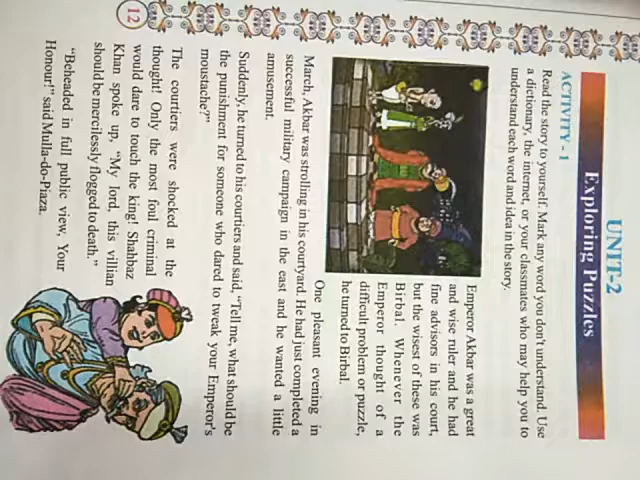 UNIT-2
Exploring Puzzles
ACTIVITY - 1
Read the story to yourself. Mark any word you don't understand. Use
a dictionary, the internet, or your classmates who may help you to
understand each word and idea in the story.
Emperor Akbar was a great
and wise ruler and he had
fine advisors in his court,
but the wisest of these was
Birbal. Whenever the
Emperor thought of a
difficult problem or puzzle,
he turned to Birbal.
One pleasant evening in
March, Akbar was strolling in his courtyard. He had just completed a
successful military campaign in the east and he wanted a little
amusement.
Suddenly, he turned to his courtiers and said, "Tell me, what should be
the punishment for someone who dared to tweak your Emperor's
moustache?"
The courtiers were shocked at the
thought! Only the most foul criminal
would dare to touch the king! Shahbaz
Khan spoke up, "My lord, this villian
should be mercilessly flogged to death."
"Beheaded in full public view, Your
Honour!" said Mulla-do-Piaza.
12